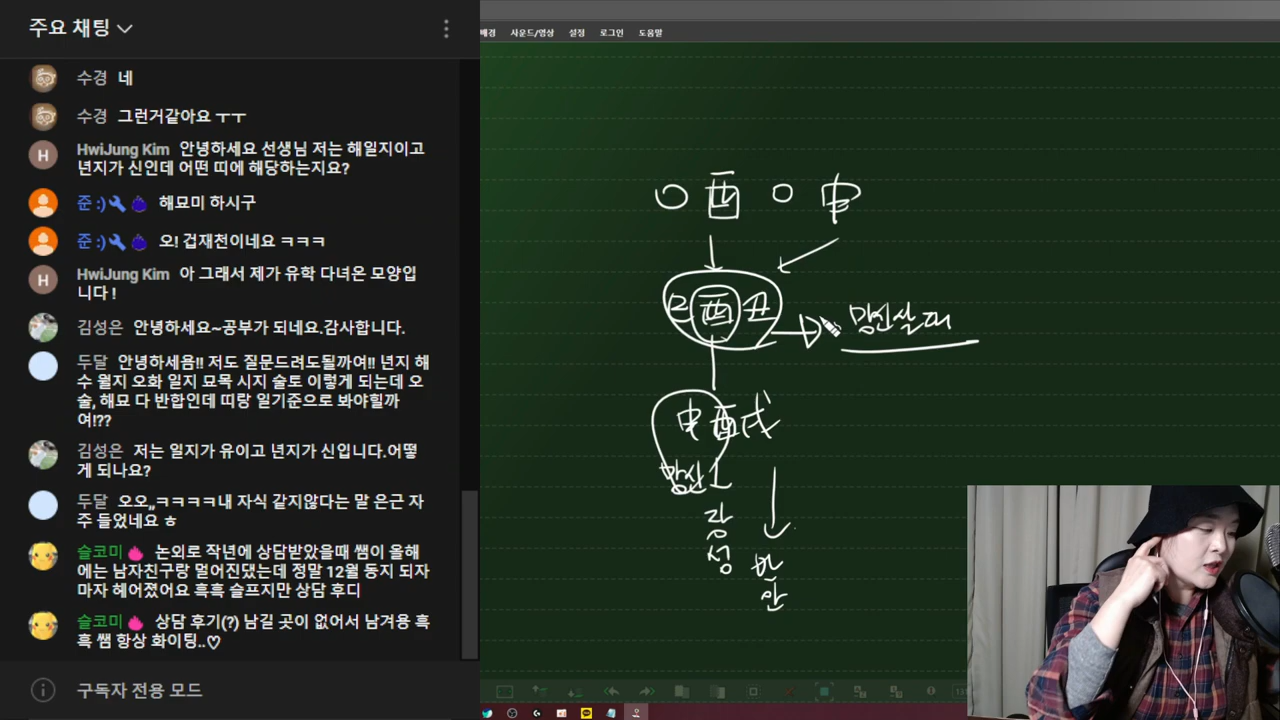 주요 채팅
수경 네
수경 그런거같아요 ㅜㅜ
HwiJung Kim 안녕하세요 선생님 저는 해일지이고
년지가 신인데 어떤 띠에 해당하는지요?
준 :) 해묘미 하시구
준 :) 오! 겁재천이네요 ㅋㅋㅋ
HwiJung Kim 아 그래서 제가 유학 다녀온 모양입
니다 !
김성은 안녕하세요~공부가 되네요.감사합니다.
두달 안녕하세욤!! 저도 질문드려도될까여!! 년지 해
수 월지 오화 일지 묘목 시지 술토 이렇게 되는데 오
술, 해묘 다 반합인데 띠랑 일기준으로 봐야힐까
여!??
김성은 저는 일지가 유이고 년지가 신입니다.어떻
게 되나요?
두달 오오,,ㅋㅋㅋㅋ내 자식 같지않다는 말 은근 자
주 들었네요 ㅎ
슬코미 논외로 작년에 상담받았을때 쌤이 올해
에는 남자친구랑 멀어진댔는데 정말 12월 동지 되자
마자 헤어졌어요 흑흑 슬프지만 상담 후디
슬코미 상담 후기(?) 남길 곳이 없어서 남겨용 흑
흑 쌤 항상 화이팅..♡
구독자 전용 모드
배경 사운드/영상 설정 로그인 도움말
〇 酉 〇 申
巳 酉 丑
망신살띠
申 酉 戌
망신
장
성
반
안